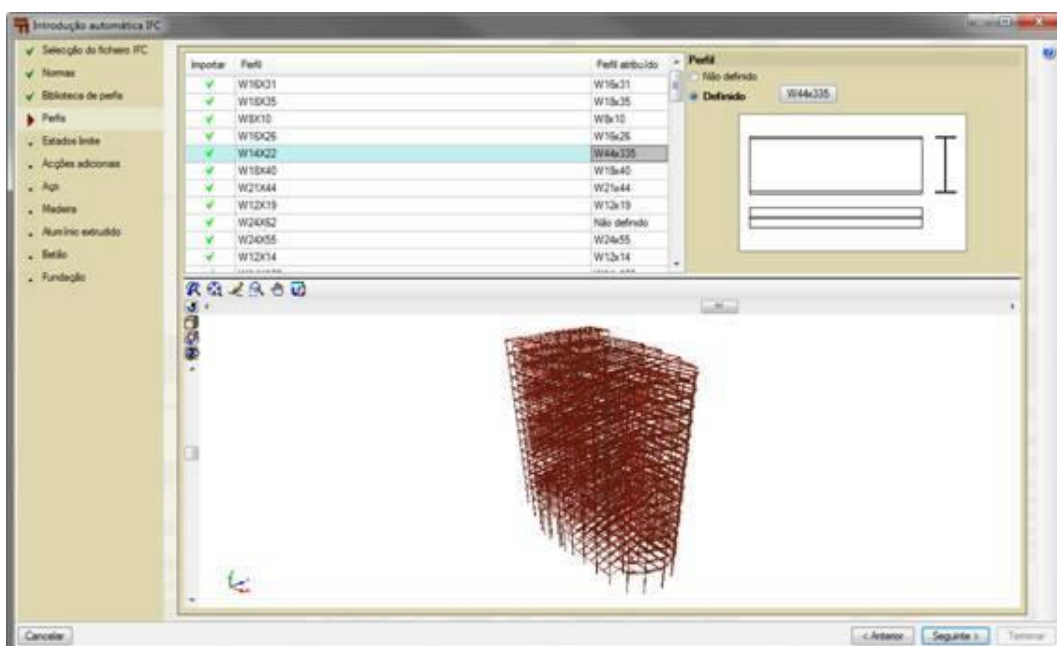 Introdução automática IFC
Selecção do ficheiro IFC
Normas
Biblioteca de perfis
Perfis
Estados limite
Acções adicionais
Aço
Madeira
Alumínio extrudido
Betão
Fundação
Importar Perfil Perfil atribuído
W16X31 W16x31
W18X35 W18x35
W8X10 W8x10
W16X26 W16x26
W14X22 W44x335
W18X40 W18x40
W21X44 W21x44
W12X19 W12x19
W24X62 Não definido
W24X55 W24x55
W12X14 W12x14
Perfil
Não definido
Definido W44x335
Cancelar
< Anterior
Seguinte >
Terminar